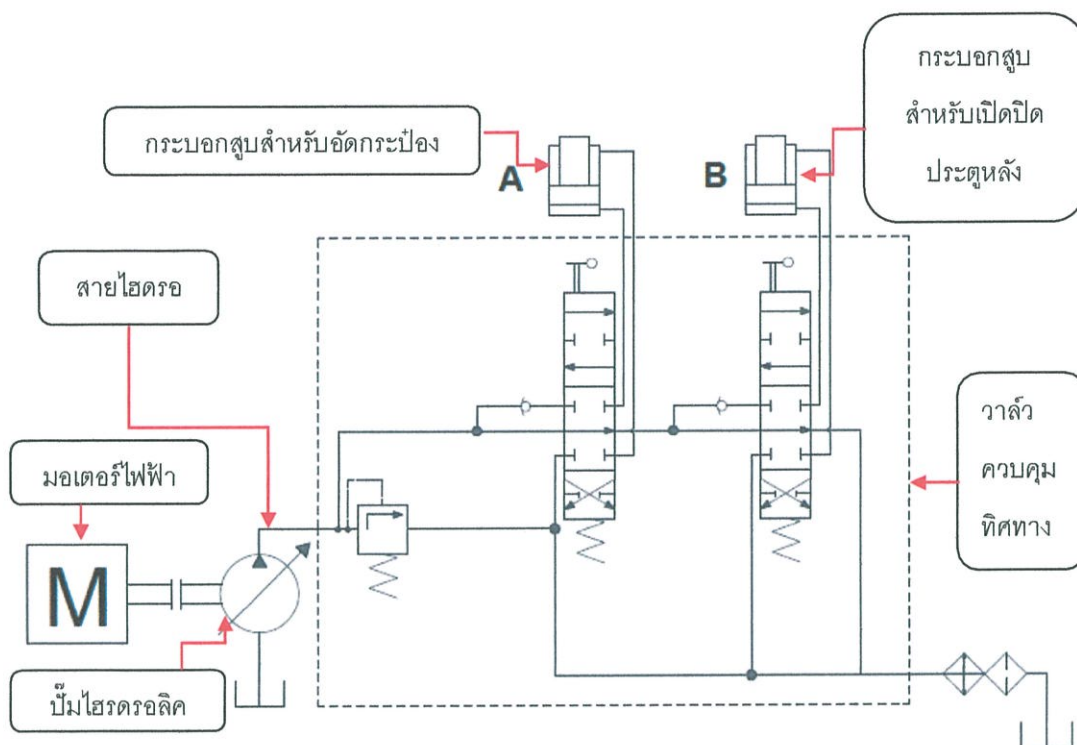 กระบอกสูบ
สำหรับเปิดปิด
ประตูหลัง
กระบอกสูบสำหรับอัดกระป๋อง
A
B
สายไฮดรอ
วาล์ว
ควบคุม
ทิศทาง
มอเตอร์ไฟฟ้า
M
ปั๊มไฮรดรอลิค